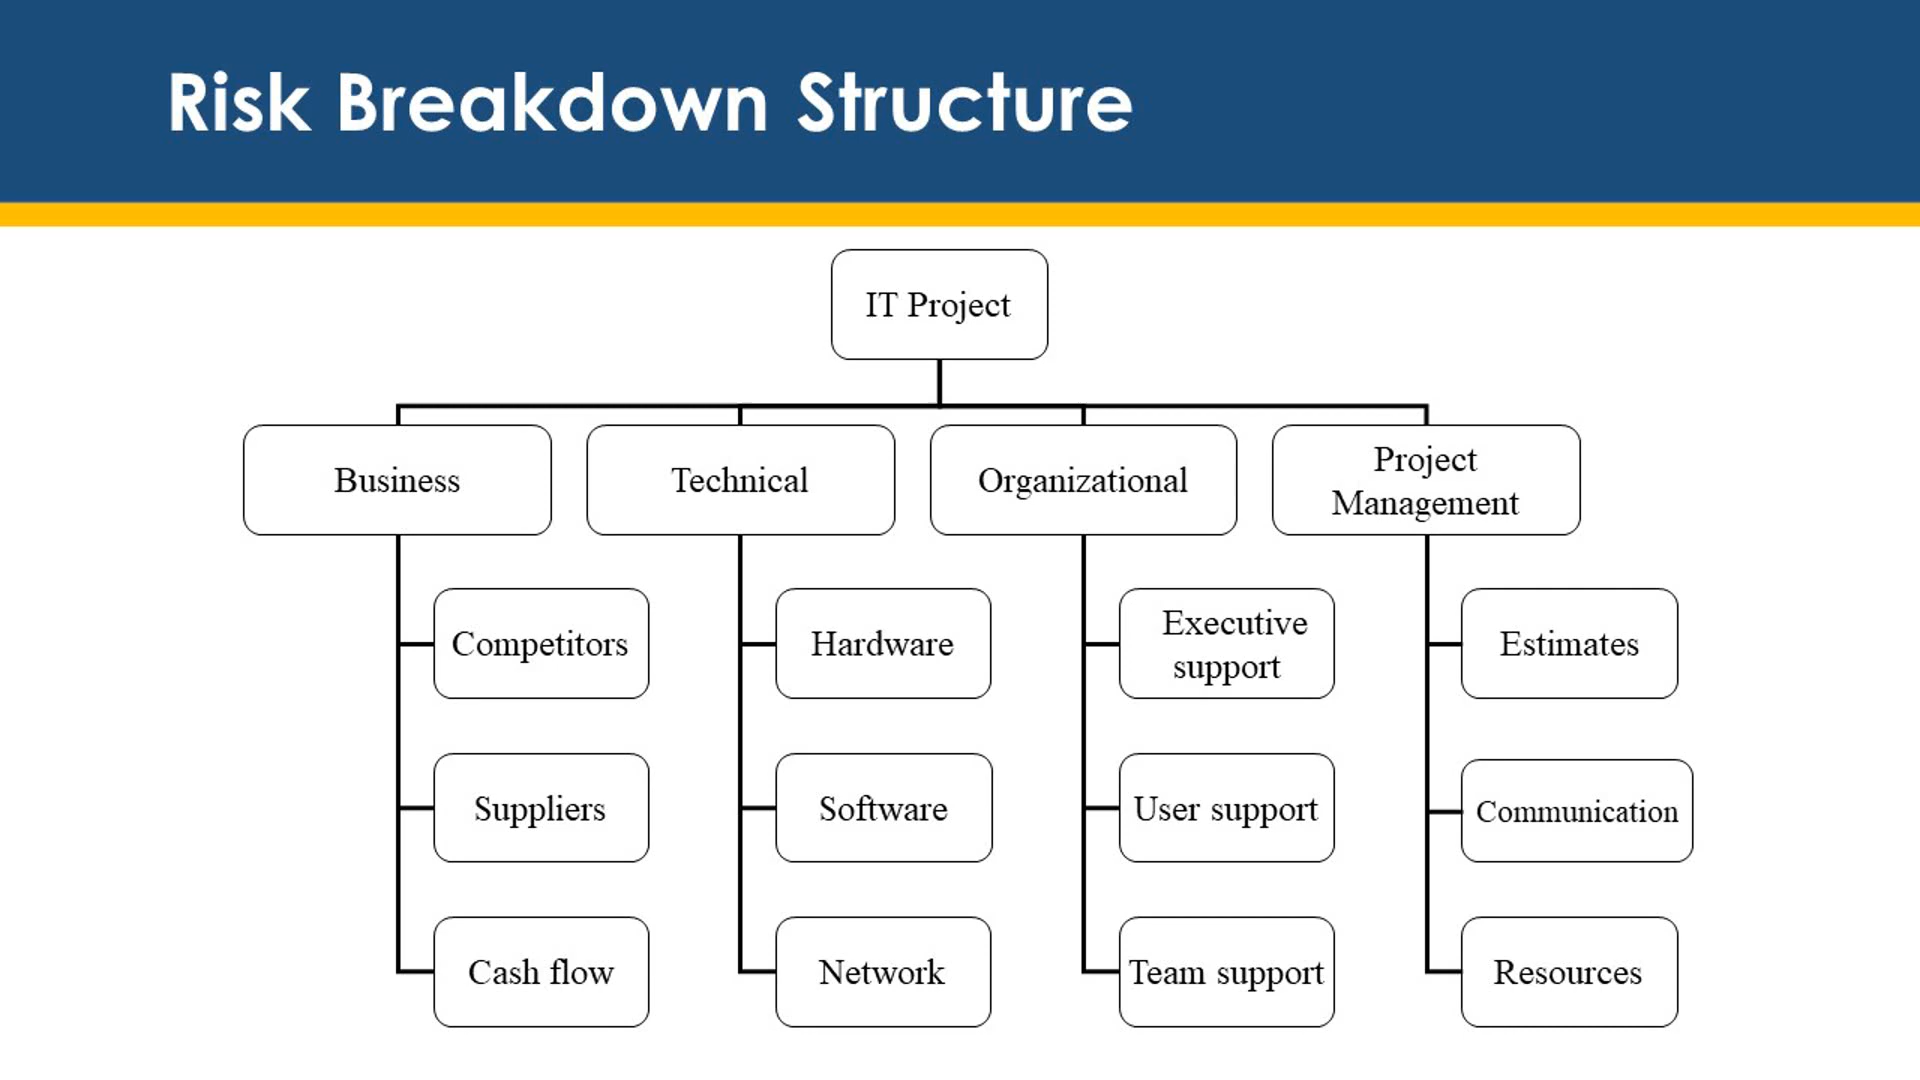 Risk Breakdown Structure
IT Project
Business
Technical
Organizational
Project
Management
Competitors
Hardware
Executive
support
Estimates
Suppliers
Software
User support
Communication
Cash flow
Network
Team support
Resources